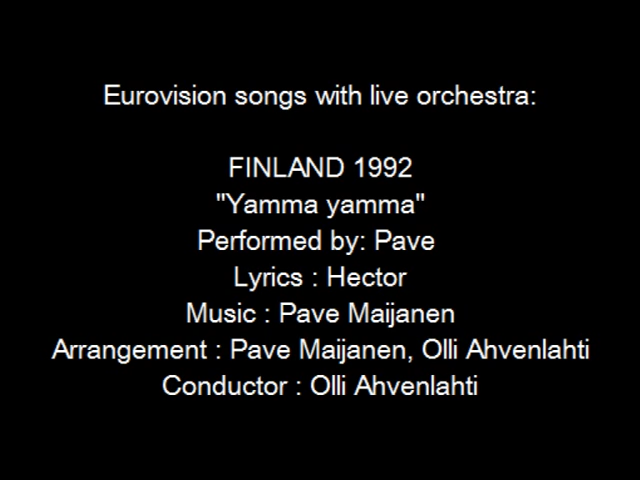 Eurovision songs with live orchestra:
FINLAND 1992
"Yamma yamma"
Performed by: Pave
Lyrics : Hector
Music : Pave Maijanen
Arrangement : Pave Maijanen, Olli Ahvenlahti
Conductor : Olli Ahvenlahti